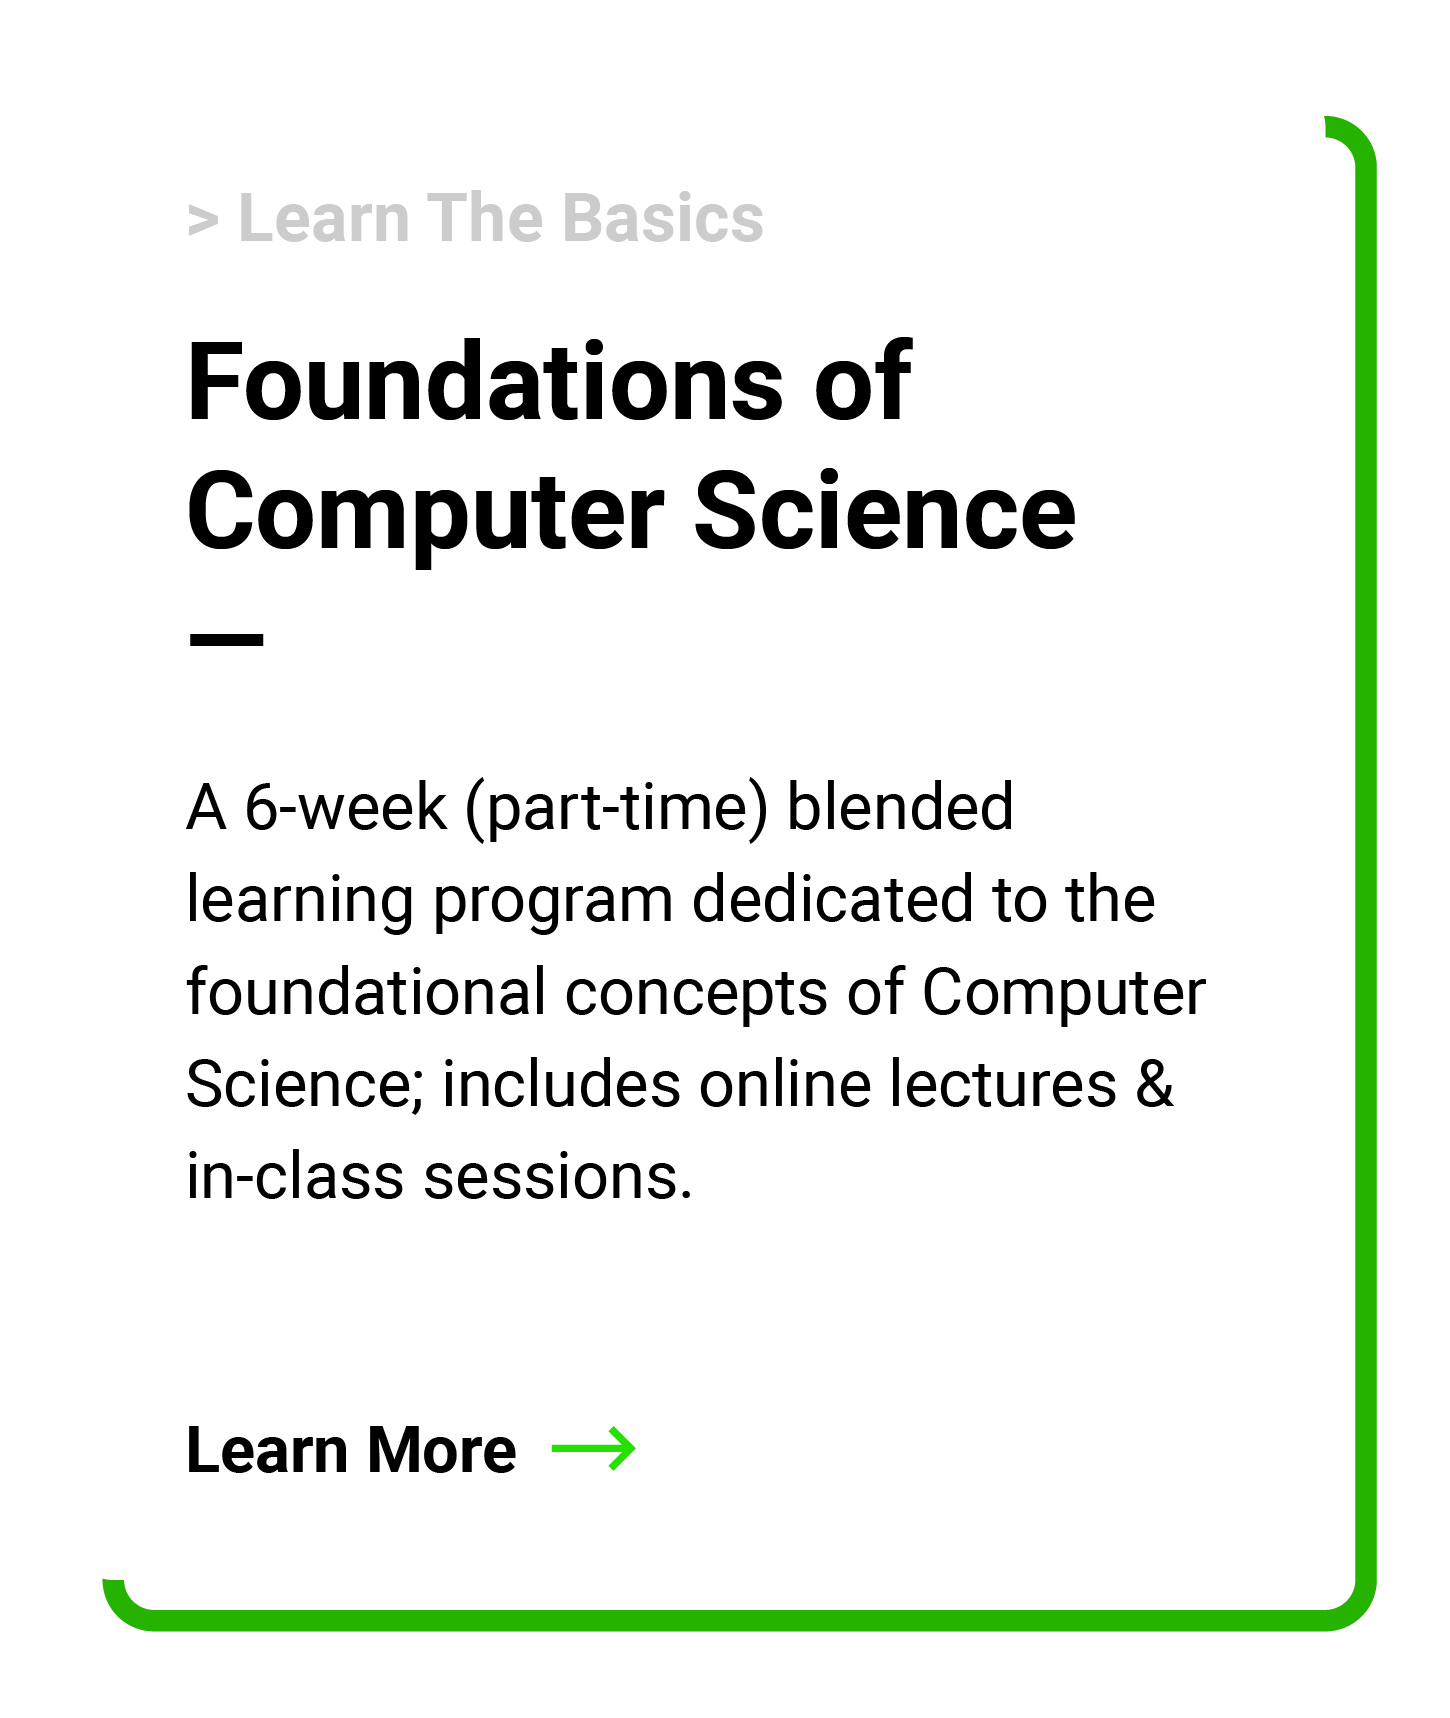 > Learn The Basics
Foundations of
Computer Science
A 6-week (part-time) blended
learning program dedicated to the
foundational concepts of Computer
Science; includes online lectures &
in-class sessions.
Learn More →